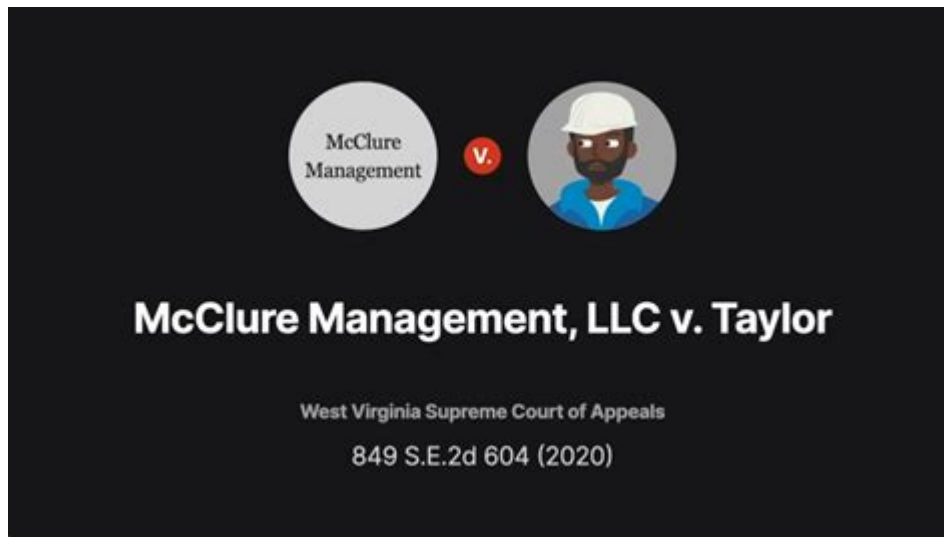 McClure
Management
V.
McClure Management, LLC v. Taylor
West Virginia Supreme Court of Appeals
849 S.E.2d 604 (2020)